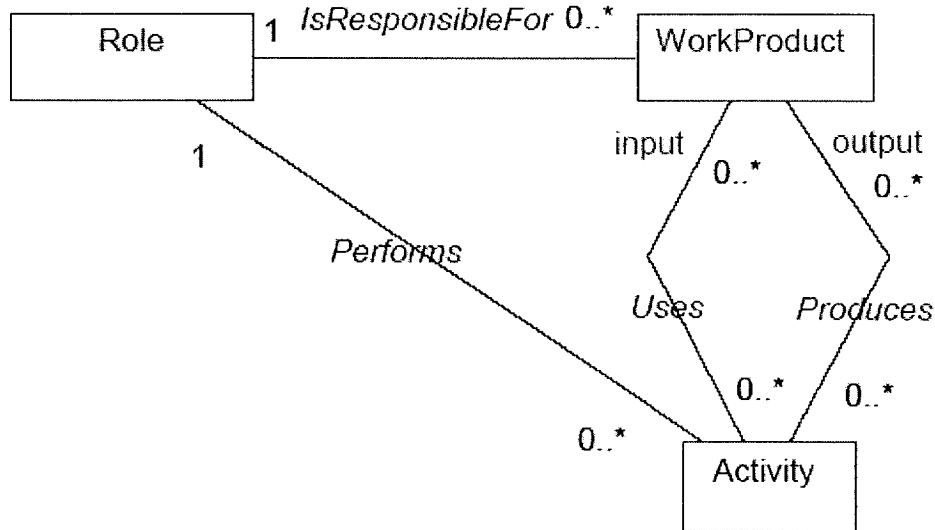 Role
1
IsResponsibleFor
0..*
WorkProduct
1
input
0..*
output
0..*
Performs
Uses
Produces
0..*
0..*
0..*
Activity